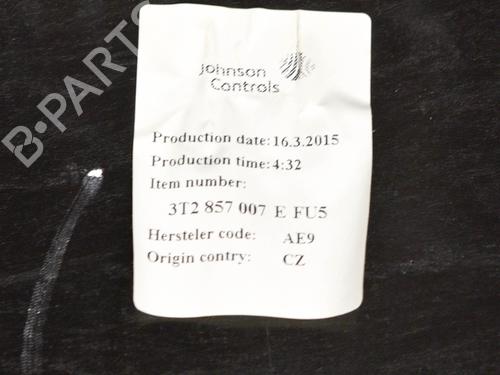 Johnson
Controls
Production date: 16.3.2015
Production time: 4:32
Item number:
3T2 857 007 E FU5
Hersteler code: AE9
Origin contry: CZ
B-PARTS